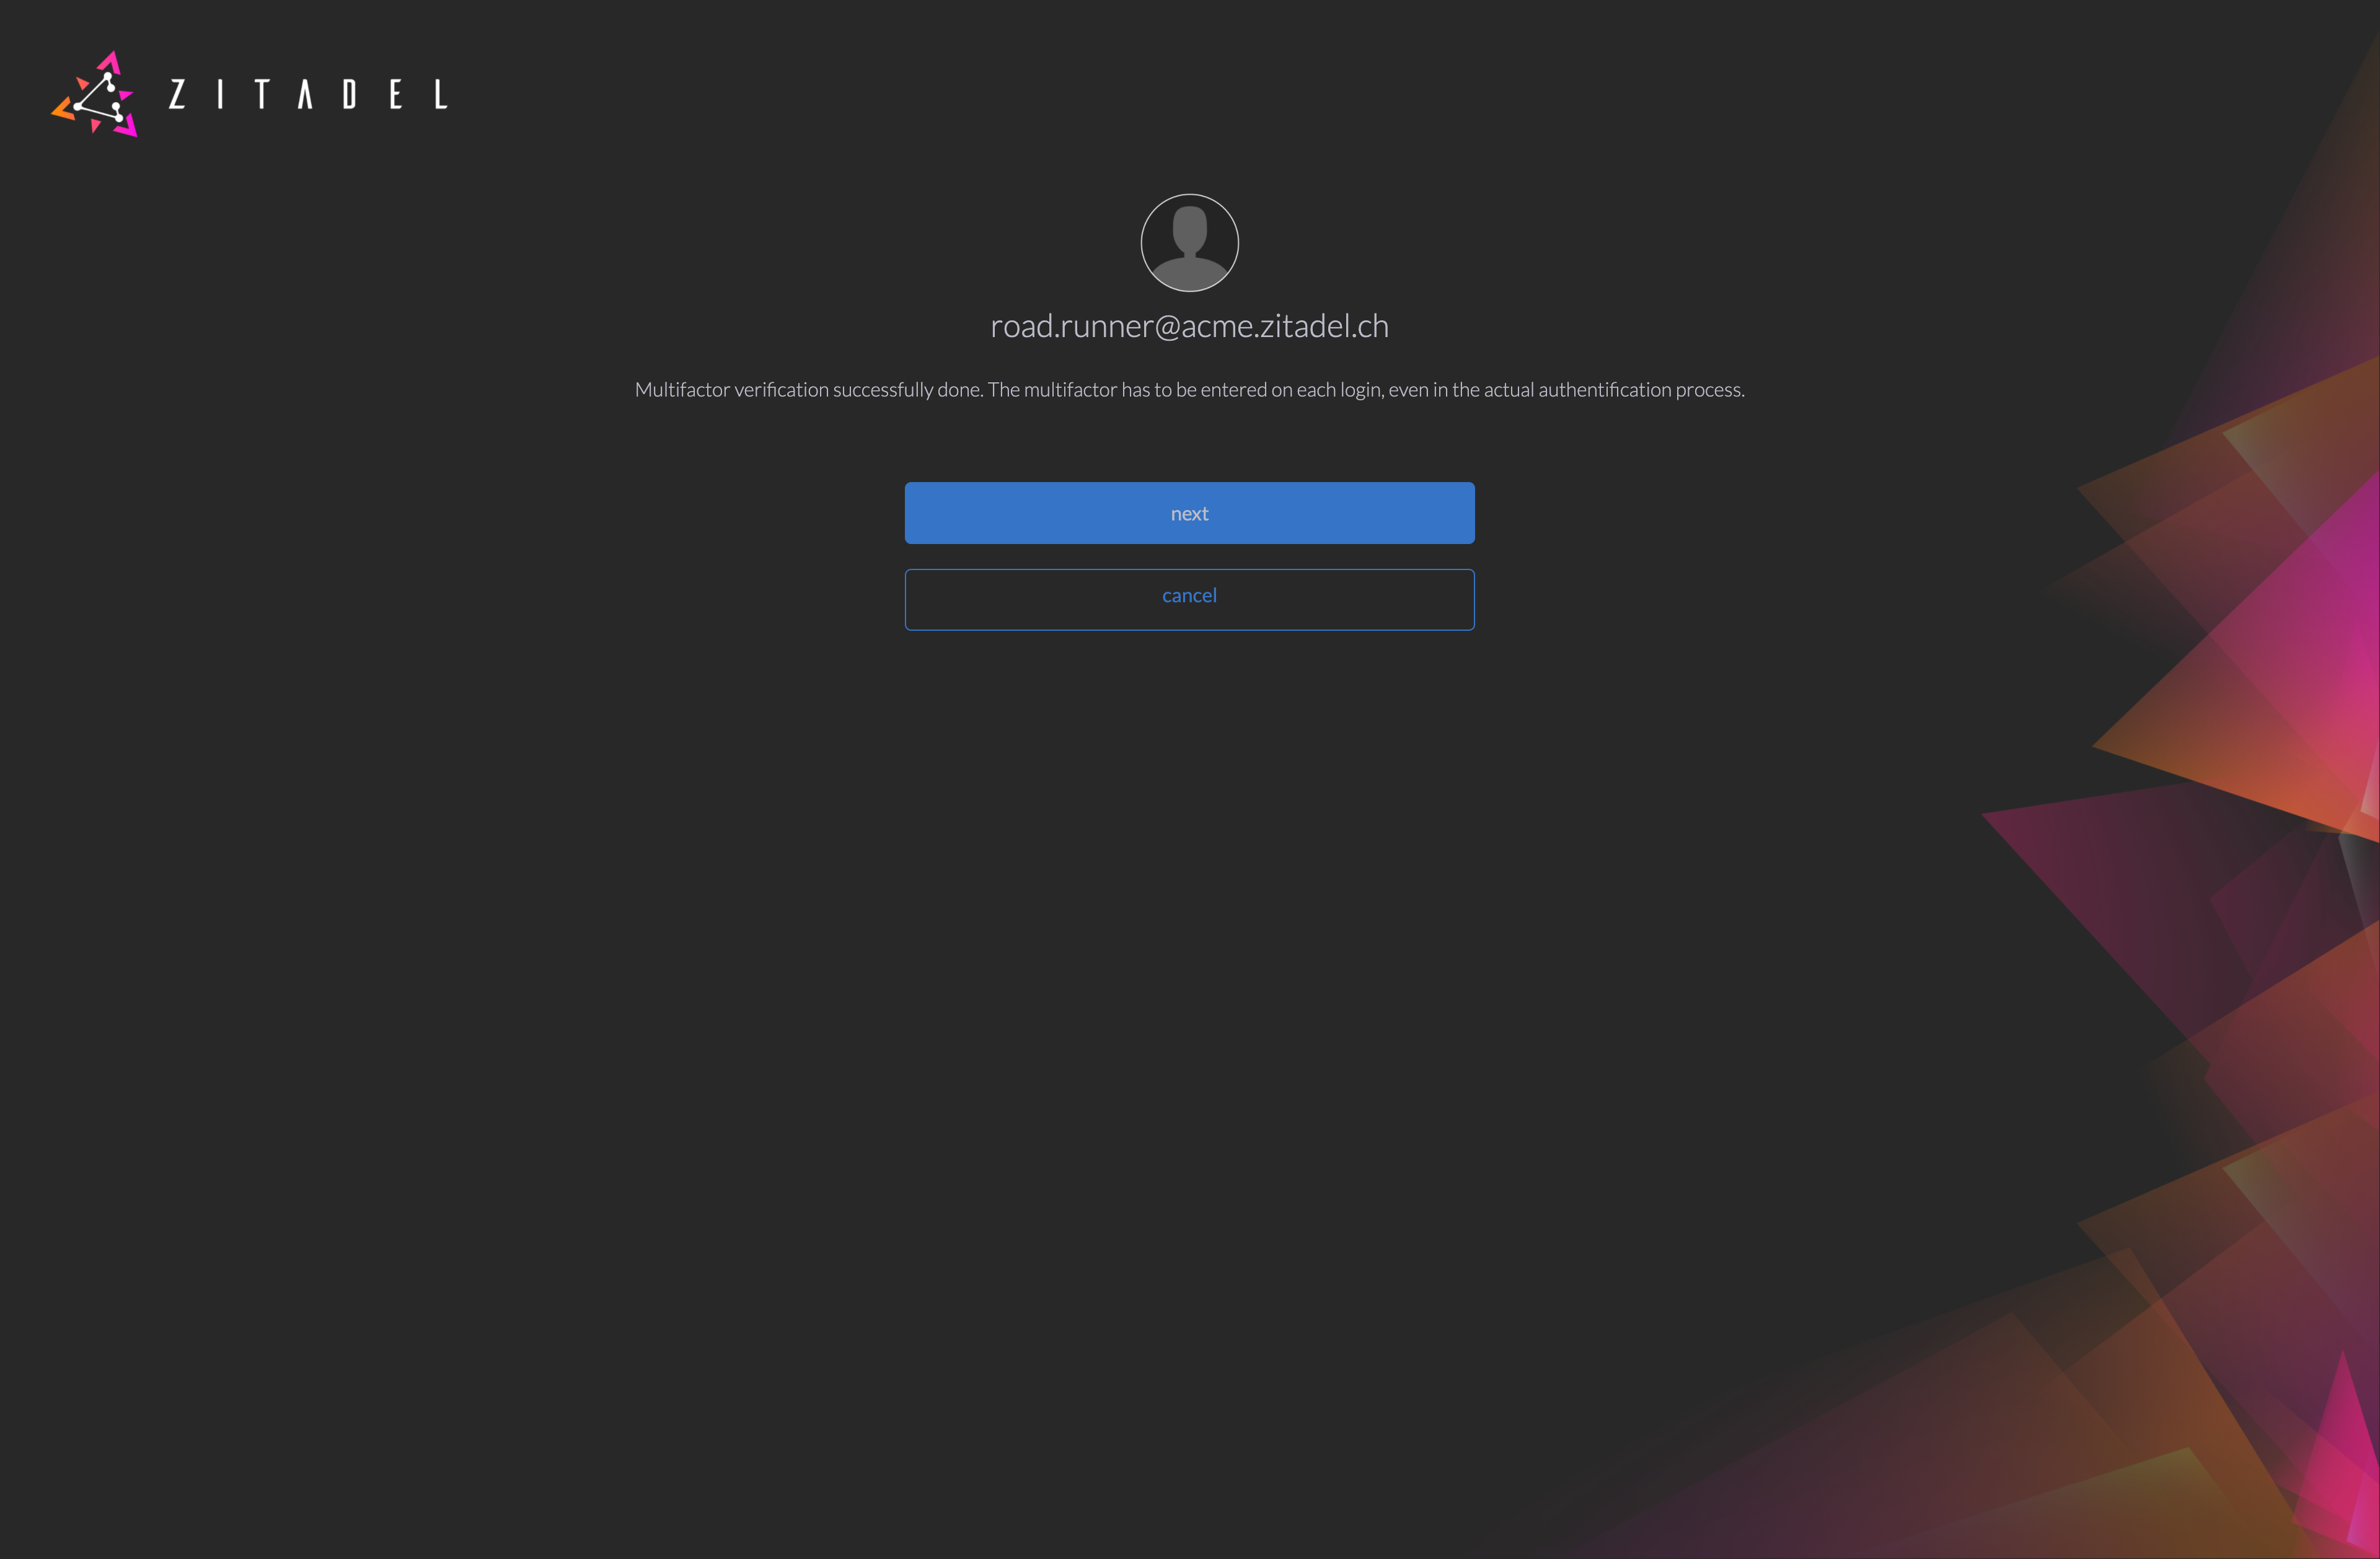 ZITADEL
road.runner@acme.zitadel.ch
Multifactor verification successfully done. The multifactor has to be entered on each login, even in the actual authentification process.
next
cancel